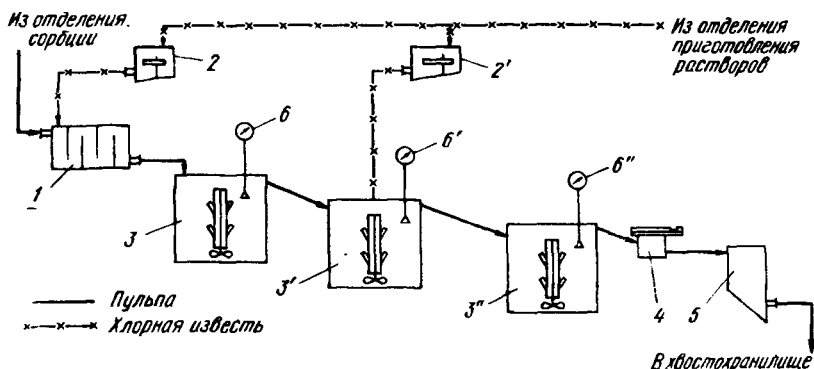 Из отделения
сорбции
2
2'
Из отделения
приготовления
растворов
6
6'
6"
1
3
3'
3"
4
5
Пульпа
Хлорная известь
В хвостохранилище